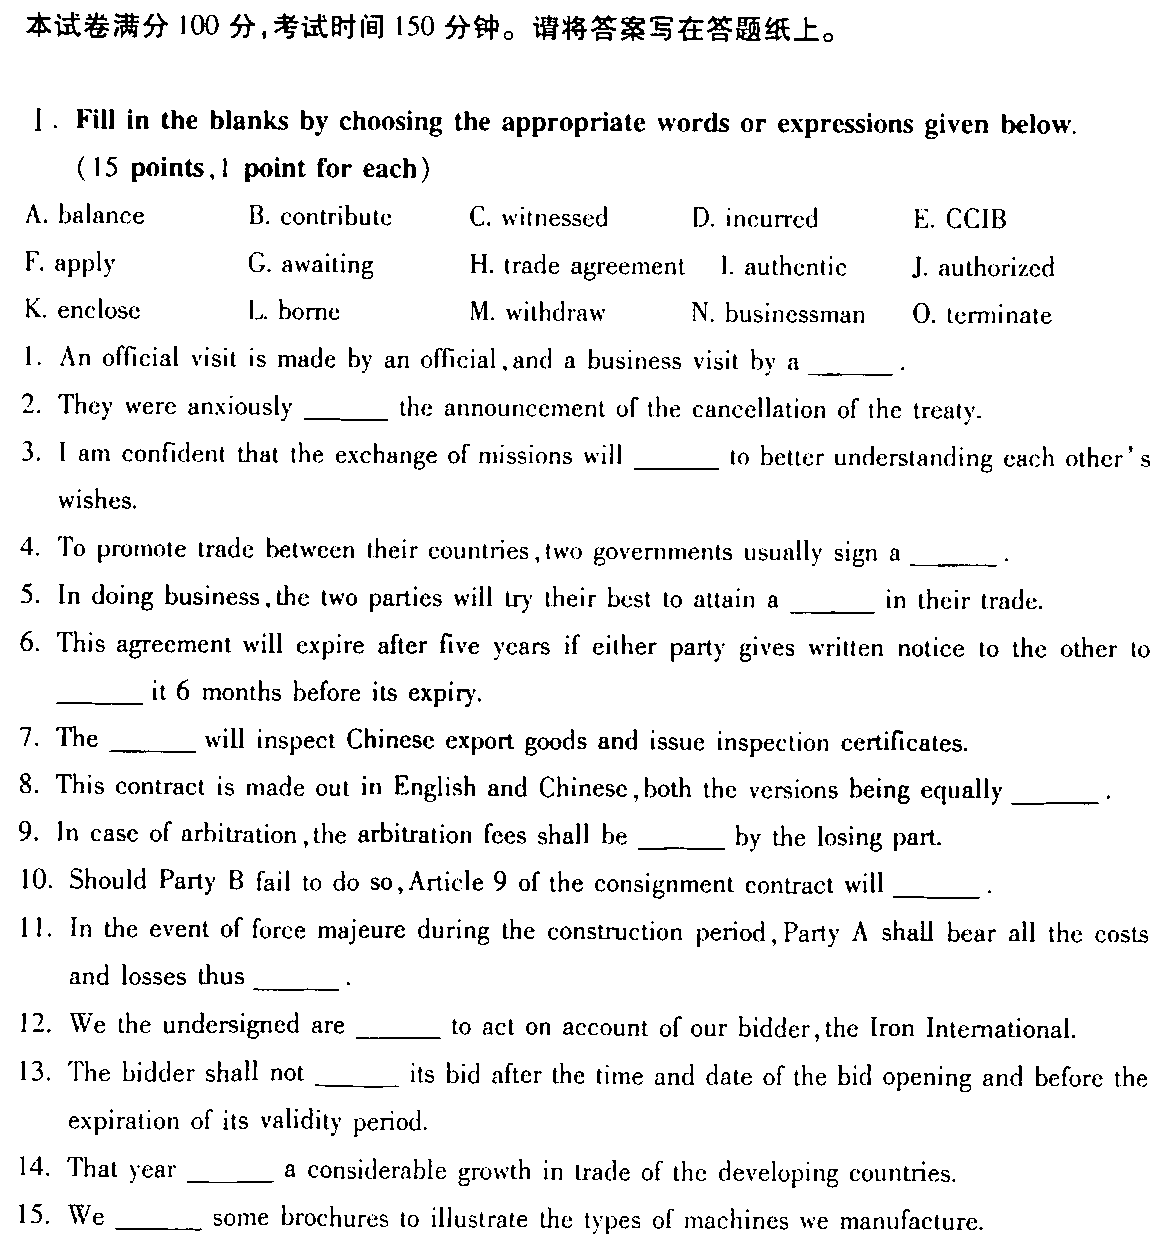 本试卷满分 100 分,考试时间 150 分钟。请将答案写在答题纸上。
Ⅰ. Fill in the blanks by choosing the appropriate words or expressions given below.
(15 points,1 point for each)
A. balance B. contribute C. witnessed D. incurred E. CCIB
F. apply G. awaiting H. trade agreement I. authentic J. authorized
K. enclose L. borne M. withdraw N. businessman O. terminate
1. An official visit is made by an official,and a business visit by a ______ .
2. They were anxiously ______ the announcement of the cancellation of the treaty.
3. I am confident that the exchange of missions will ______ to better understanding each other's
wishes.
4. To promote trade between their countries,two governments usually sign a ______ .
5. In doing business,the two parties will try their best to attain a ______ in their trade.
6. This agreement will expire after five years if either party gives written notice to the other to
______ it 6 months before its expiry.
7. The ______ will inspect Chinese export goods and issue inspection certificates.
8. This contract is made out in English and Chinese,both the versions being equally ______ .
9. In case of arbitration,the arbitration fees shall be ______ by the losing part.
10. Should Party B fail to do so,Article 9 of the consignment contract will ______ .
11. In the event of force majeure during the construction period,Party A shall bear all the costs
and losses thus ______ .
12. We the undersigned are ______ to act on account of our bidder,the Iron International.
13. The bidder shall not ______ its bid after the time and date of the bid opening and before the
expiration of its validity period.
14. That year ______ a considerable growth in trade of the developing countries.
15. We ______ some brochures to illustrate the types of machines we manufacture.